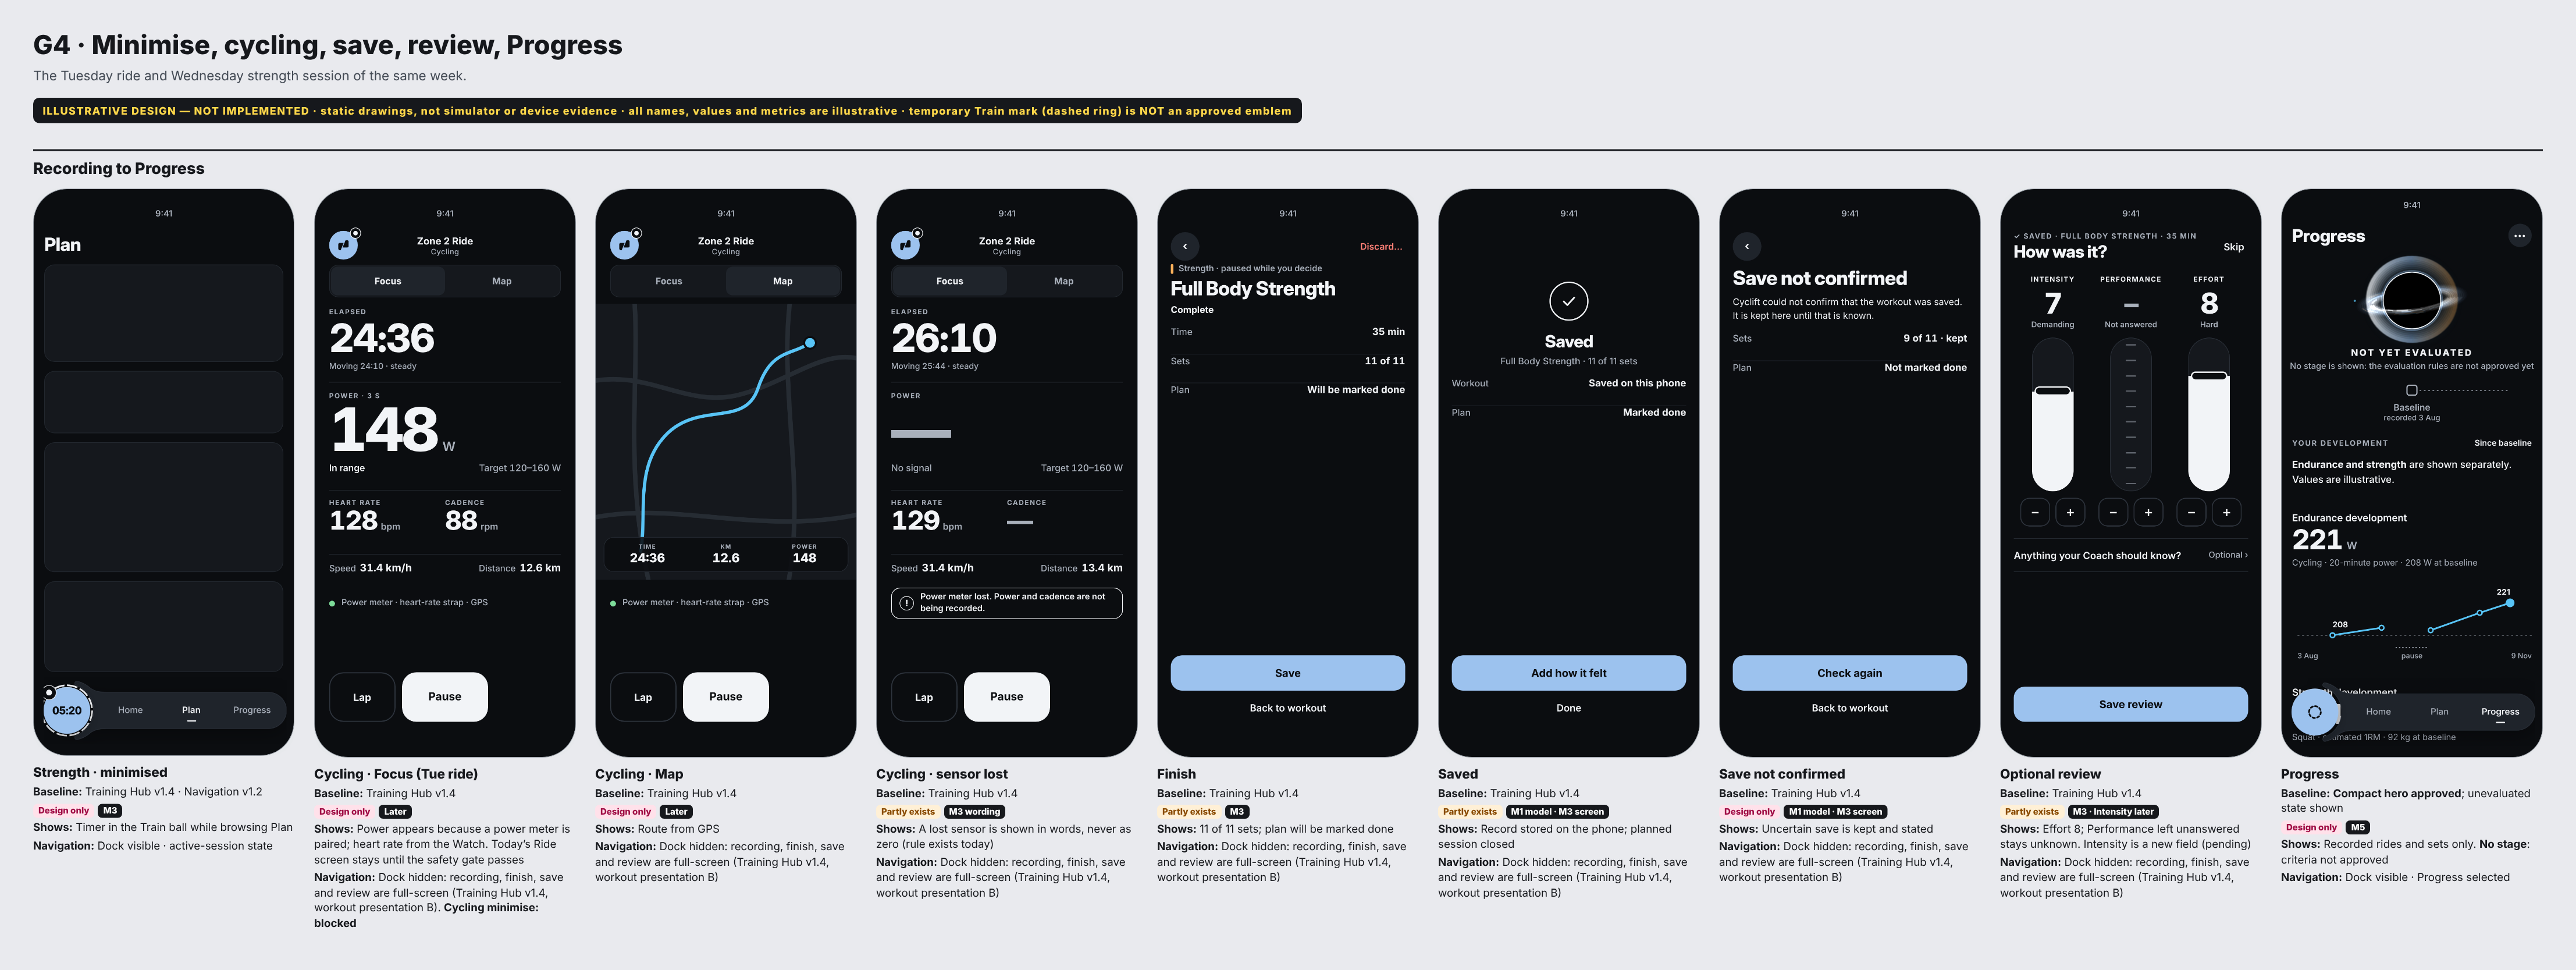 G4 · Minimise, cycling, save, review, Progress
The Tuesday ride and Wednesday strength session of the same week.
ILLUSTRATIVE DESIGN — NOT IMPLEMENTED · static drawings, not simulator or device evidence · all names, values and metrics are illustrative · temporary Train mark (dashed ring) is NOT an approved emblem
Recording to Progress
9:41
Plan
05:20
Home
Plan
Progress
Strength · minimised
Baseline: Training Hub v1.4 · Navigation v1.2
Design only M3
Shows: Timer in the Train ball while browsing Plan
Navigation: Dock visible · active-session state
9:41
Zone 2 Ride
Cycling
Focus Map
ELAPSED
24:36
Moving 24:10 · steady
POWER · 3 S
148 W
In range Target 120–160 W
HEART RATE CADENCE
128 bpm 88 rpm
Speed 31.4 km/h Distance 12.6 km
Power meter · heart-rate strap · GPS
Lap Pause
Cycling · Focus (Tue ride)
Baseline: Training Hub v1.4
Design only Later
Shows: Power appears because a power meter is
paired; heart rate from the Watch. Today's Ride
screen stays until the safety gate passes
Navigation: Dock hidden: recording, finish, save
and review are full-screen (Training Hub v1.4,
workout presentation B). Cycling minimise:
blocked
9:41
Zone 2 Ride
Cycling
Focus Map
TIME KM POWER
24:36 12.6 148
Power meter · heart-rate strap · GPS
Lap Pause
Cycling · Map
Baseline: Training Hub v1.4
Design only Later
Shows: Route from GPS
Navigation: Dock hidden: recording, finish, save
and review are full-screen (Training Hub v1.4,
workout presentation B)
9:41
Zone 2 Ride
Cycling
Focus Map
ELAPSED
26:10
Moving 25:44 · steady
POWER
No signal Target 120–160 W
HEART RATE CADENCE
129 bpm —
Speed 31.4 km/h Distance 13.4 km
! Power meter lost. Power and cadence are not
being recorded.
Lap Pause
Cycling · sensor lost
Baseline: Training Hub v1.4
Partly exists M3 wording
Shows: A lost sensor is shown in words, never as
zero (rule exists today)
Navigation: Dock hidden: recording, finish, save
and review are full-screen (Training Hub v1.4,
workout presentation B)
9:41
‹ Discard...
Strength · paused while you decide
Full Body Strength
Complete
Time 35 min
Sets 11 of 11
Plan Will be marked done
Save
Back to workout
Finish
Baseline: Training Hub v1.4
Partly exists M3
Shows: 11 of 11 sets; plan will be marked done
Navigation: Dock hidden: recording, finish, save
and review are full-screen (Training Hub v1.4,
workout presentation B)
9:41
Saved
Full Body Strength · 11 of 11 sets
Workout Saved on this phone
Plan Marked done
Add how it felt
Done
Saved
Baseline: Training Hub v1.4
Partly exists M1 model · M3 screen
Shows: Record stored on the phone; planned
session closed
Navigation: Dock hidden: recording, finish, save
and review are full-screen (Training Hub v1.4,
workout presentation B)
9:41
‹
Save not confirmed
Cyclift could not confirm that the workout was saved.
It is kept here until that is known.
Sets 9 of 11 · kept
Plan Not marked done
Check again
Back to workout
Save not confirmed
Baseline: Training Hub v1.4
Design only M1 model · M3 screen
Shows: Uncertain save is kept and stated
Navigation: Dock hidden: recording, finish, save
and review are full-screen (Training Hub v1.4,
workout presentation B)
9:41
✓ SAVED · FULL BODY STRENGTH · 35 MIN
How was it? Skip
INTENSITY PERFORMANCE EFFORT
7 – 8
Demanding Not answered Hard
− + − + − +
Anything your Coach should know? Optional ›
Save review
Optional review
Baseline: Training Hub v1.4
Partly exists M3 · Intensity later
Shows: Effort 8; Performance left unanswered
stays unknown. Intensity is a new field (pending)
Navigation: Dock hidden: recording, finish, save
and review are full-screen (Training Hub v1.4,
workout presentation B)
9:41
Progress ···
NOT YET EVALUATED
No stage is shown: the evaluation rules are not approved yet
Baseline
recorded 3 Aug
YOUR DEVELOPMENT Since baseline
Endurance and strength are shown separately.
Values are illustrative.
Endurance development
221 W
Cycling · 20-minute power · 208 W at baseline
221
208
3 Aug pause 9 Nov
development
Home Plan Progress
Squat 1RM · 92 kg at baseline
Progress
Baseline: Compact hero approved; unevaluated
state shown
Design only M5
Shows: Recorded rides and sets only. No stage:
criteria not approved
Navigation: Dock visible · Progress selected